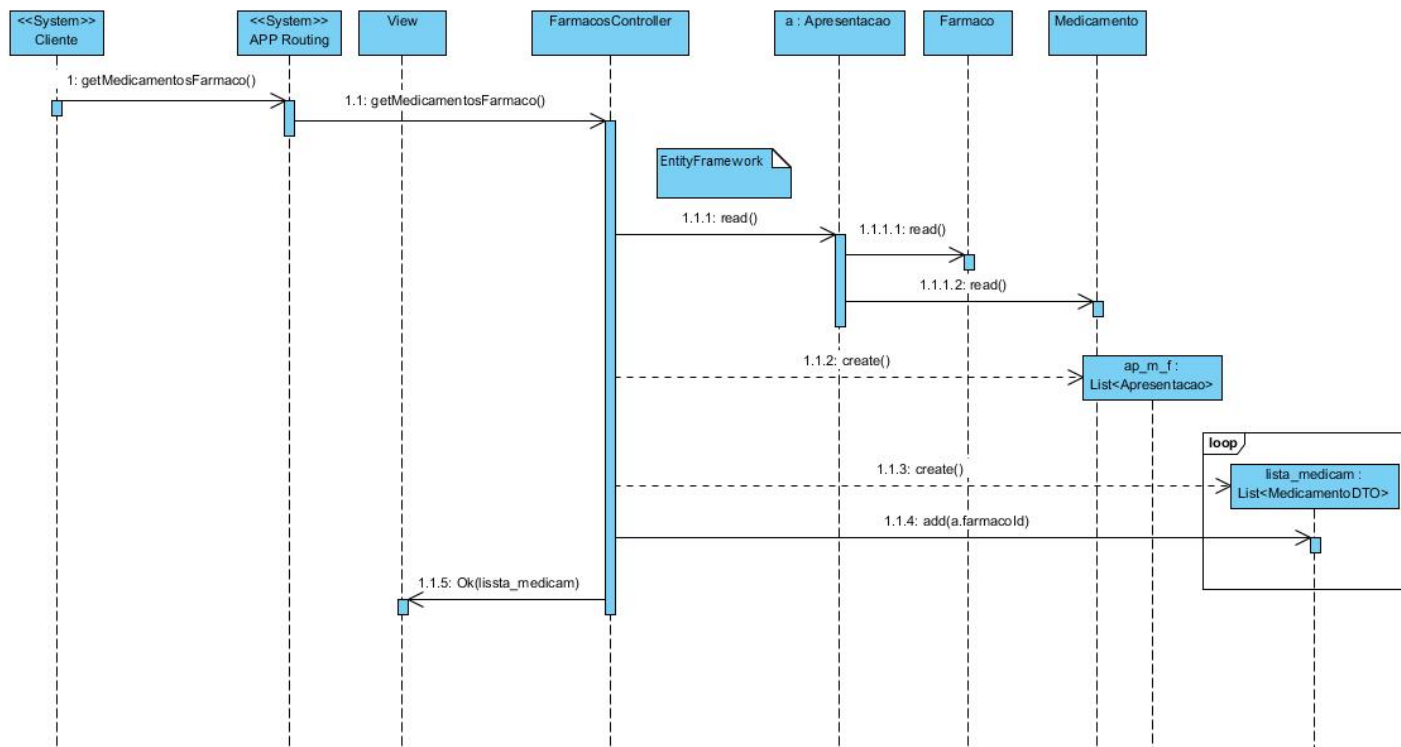 <<System>>
Cliente
<<System>>
APP Routing
View
FarmacosController
a : Apresentacao
Farmaco
Medicamento
1: getMedicamentosFarmaco()
1.1: getMedicamentosFarmaco()
EntityFramework
1.1.1: read()
1.1.1.1: read()
1.1.1.2: read()
1.1.2: create()
ap_m_f :
List<Apresentacao>
loop
1.1.3: create()
lista_medicam :
List<MedicamentoDTO>
1.1.4: add(a.farmacoId)
1.1.5: Ok(lissta_medicam)